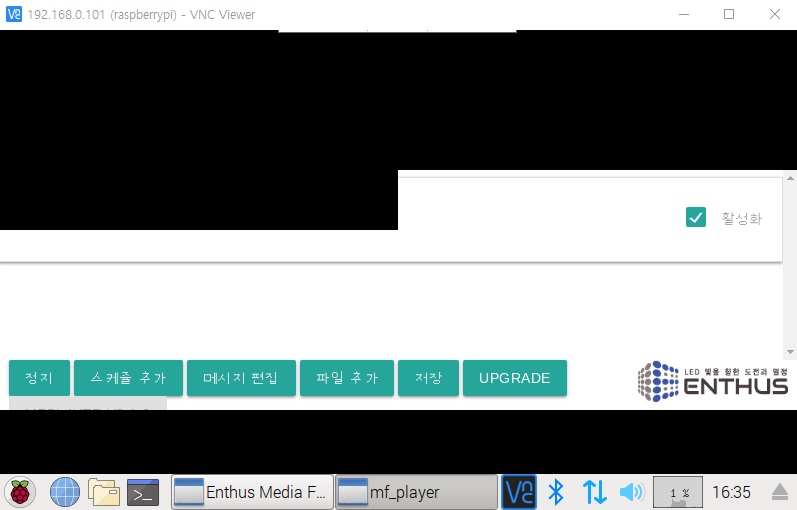 192.168.0.101 (raspberrypi) - VNC Viewer
활성화
정지 스케쥴 추가 메시지 편집 파일 추가 저장 UPGRADE
LED 빛을 향한 도전과 열정
ENTHUS
Enthus Media F... mf_player 1 % 16:35